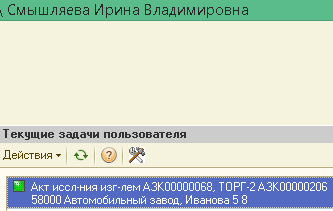 Смышляева Ирина Владимировна
Текущие задачи пользователя
Действия
Акт иссл-ния изг-лем АЗК00000068, ТОРГ-2 АЗК00000206
58000 Автомобильный завод, Иванова 5 8